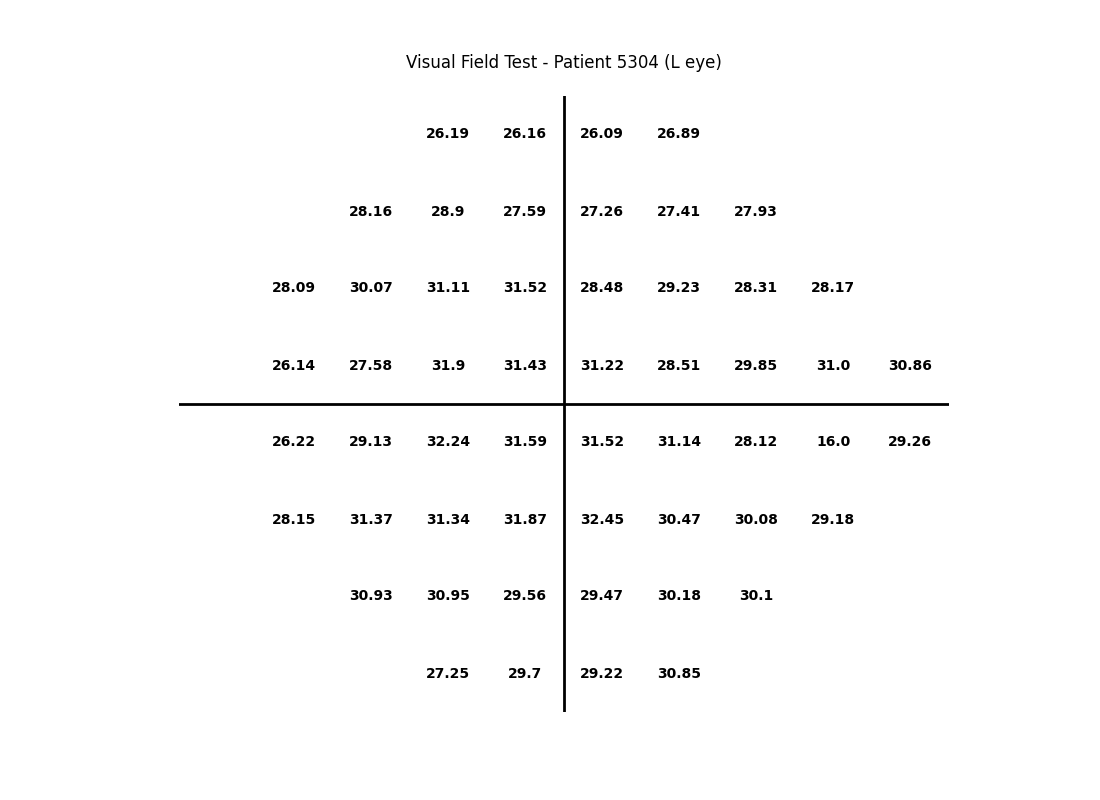 Visual Field Test - Patient 5304 (L eye)
26.19 26.16 26.09 26.89
28.16 28.9 27.59 27.26 27.41 27.93
28.09 30.07 31.11 31.52 28.48 29.23 28.31 28.17
26.14 27.58 31.9 31.43 31.22 28.51 29.85 31.0 30.86
26.22 29.13 32.24 31.59 31.52 31.14 28.12 16.0 29.26
28.15 31.37 31.34 31.87 32.45 30.47 30.08 29.18
30.93 30.95 29.56 29.47 30.18 30.1
27.25 29.7 29.22 30.85